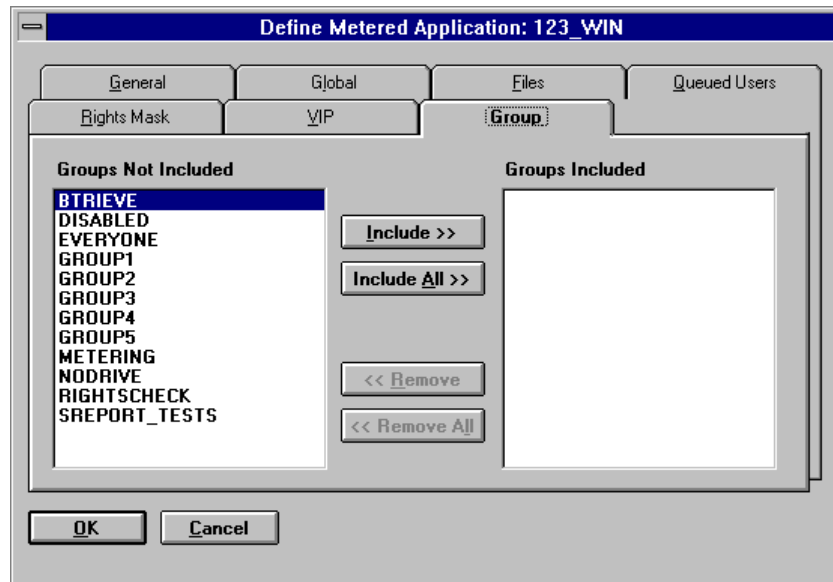 Define Metered Application: 123_WIN
General Global Files Queued Users
Rights Mask VIP Group
Groups Not Included
Groups Included
BTRIEVE
DISABLED
EVERYONE
GROUP1
GROUP2
GROUP3
GROUP4
GROUP5
METERING
NODRIVE
RIGHTSCHECK
SREPORT_TESTS
Include >>
Include All >>
<< Remove
<< Remove All
OK Cancel